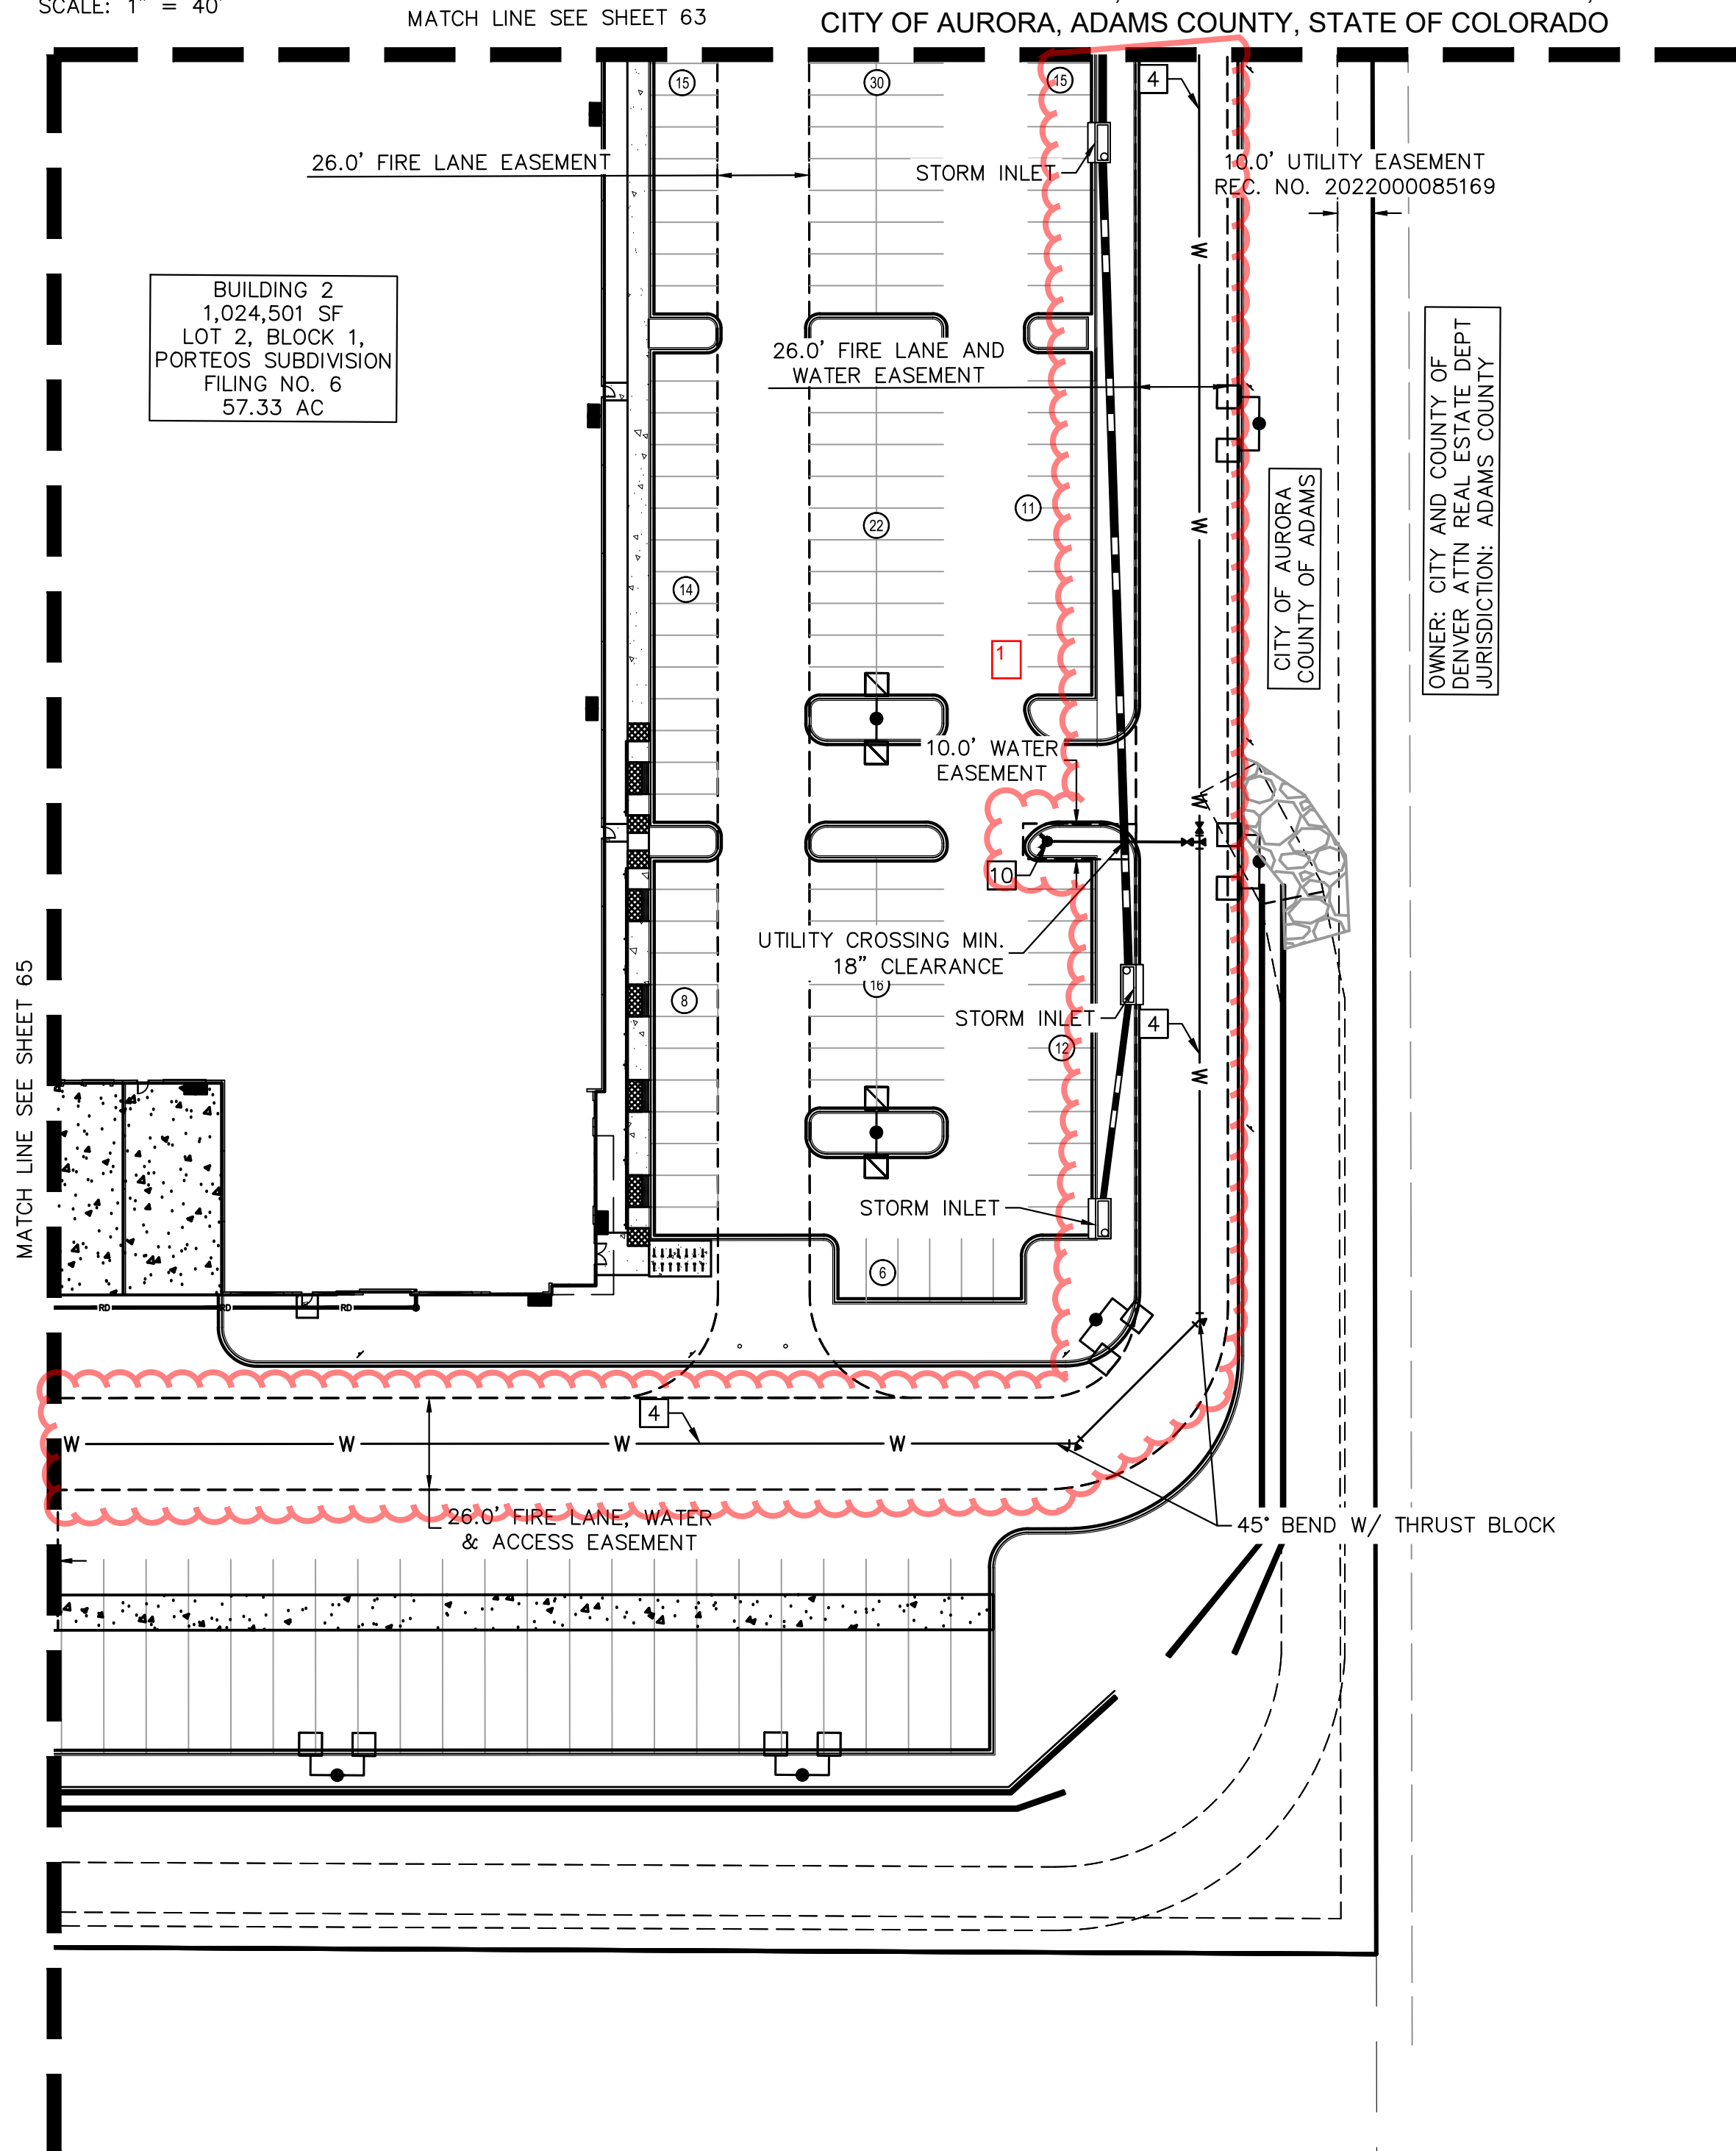 SCALE: 1" = 40'
MATCH LINE SEE SHEET 63
CITY OF AURORA, ADAMS COUNTY, STATE OF COLORADO
15
30
15
4
26.0' FIRE LANE EASEMENT
STORM INLET
10.0' UTILITY EASEMENT
REC. NO. 2022000085169
W
BUILDING 2
1,024,501 SF
LOT 2, BLOCK 1,
PORTEOS SUBDIVISION
FILING NO. 6
57.33 AC
26.0' FIRE LANE AND
WATER EASEMENT
OWNER: CITY AND COUNTY OF
DENVER ATTN REAL ESTATE DEPT
JURISDICTION: ADAMS COUNTY
CITY OF AURORA
COUNTY OF ADAMS
11
22
W
14
1
10.0' WATER
EASEMENT
W
10
UTILITY CROSSING MIN.
18" CLEARANCE
16
8
STORM INLET
4
12
W
MATCH LINE SEE SHEET 65
STORM INLET
6
RD
RD
RD
4
W
W
W
W
26.0' FIRE LANE, WATER
& ACCESS EASEMENT
45° BEND W/ THRUST BLOCK